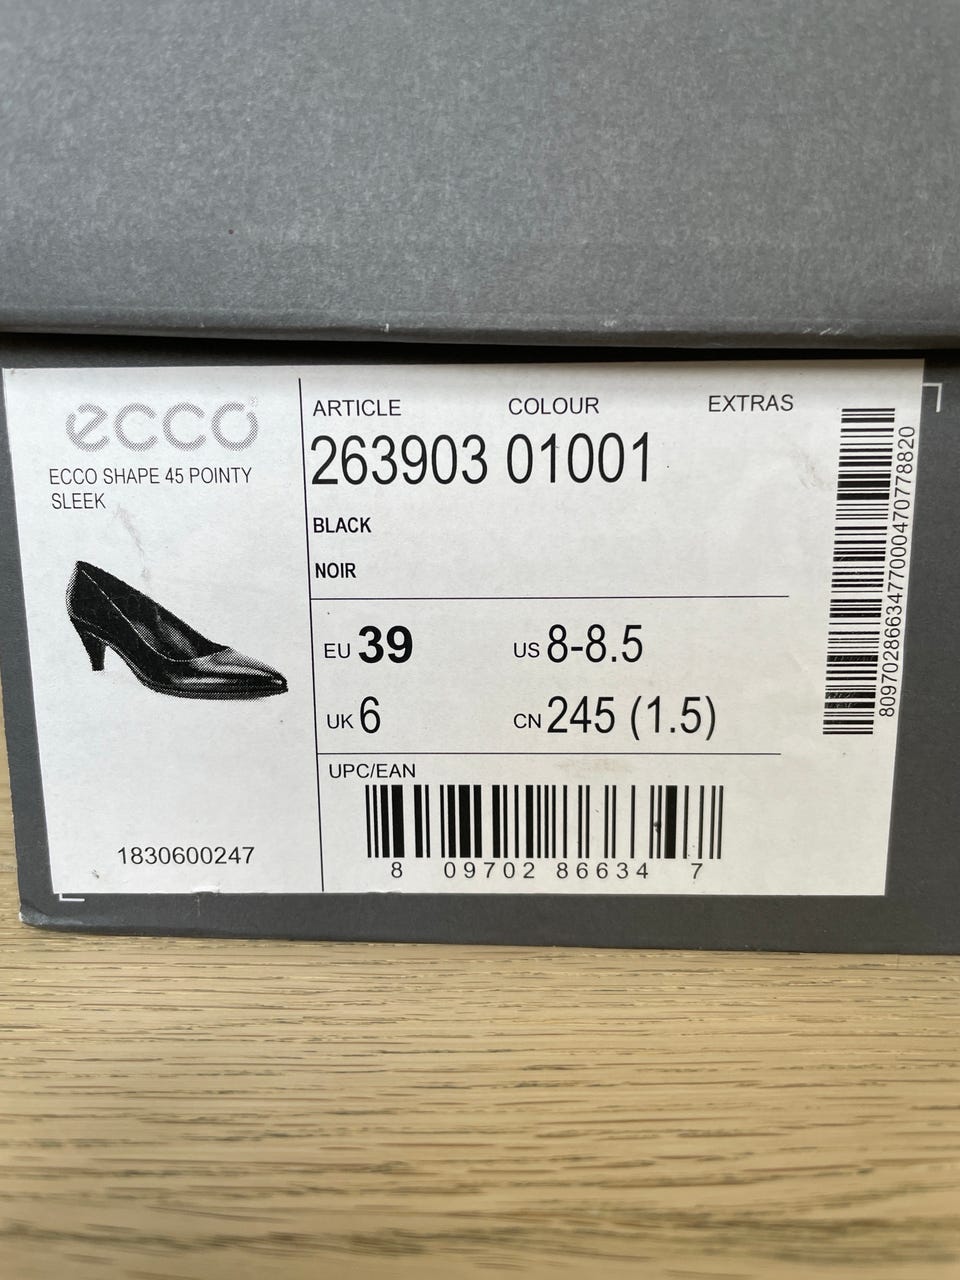 ecco
ECCO SHAPE 45 POINTY
SLEEK
1830600247
ARTICLE COLOUR EXTRAS
263903 01001
BLACK
NOIR
EU 39 US 8-8.5
UK 6 CN 245 (1.5)
UPC/EAN
8 09702 86634 7
8097028663477000470778820